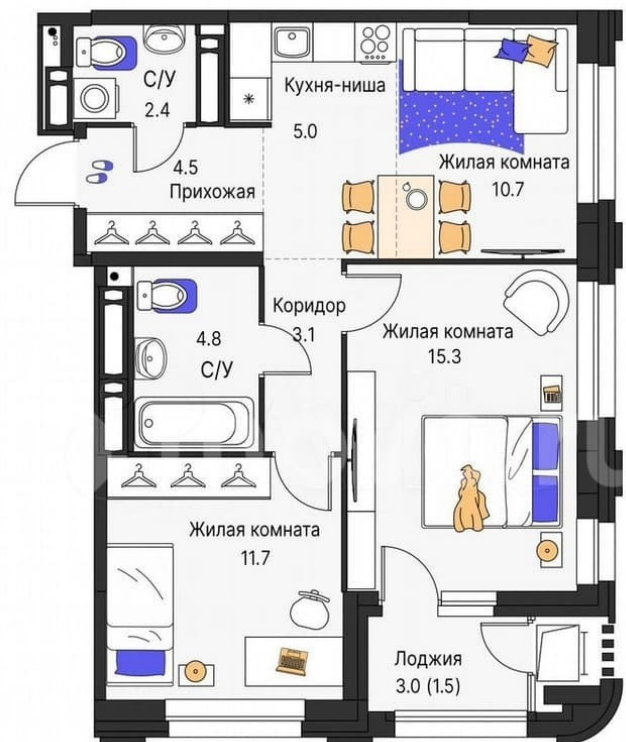 С/У
2.4
Кухня-ниша
5.0
4.5
Прихожая
Жилая комната
10.7
Коридор
3.1
4.8
С/У
Жилая комната
15.3
Жилая комната
11.7
Лоджия
3.0 (1.5)